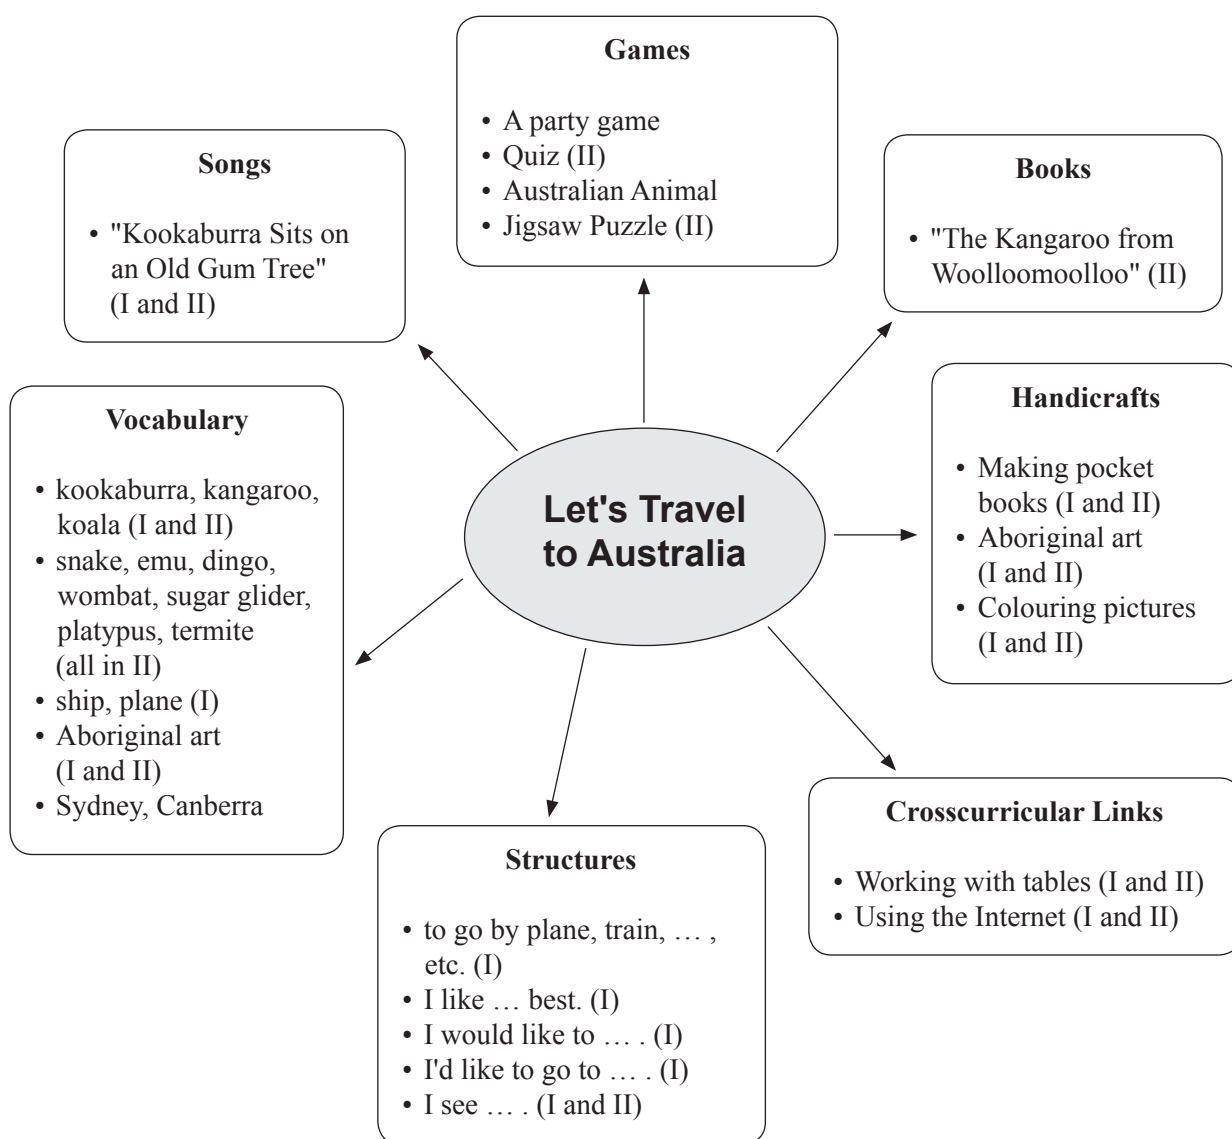 Games
• A party game
• Quiz (II)
• Australian Animal
• Jigsaw Puzzle (II)
Songs
• "Kookaburra Sits on
an Old Gum Tree"
(I and II)
Books
• "The Kangaroo from
Woolloomoolloo" (II)
Vocabulary
• kookaburra, kangaroo,
koala (I and II)
• snake, emu, dingo,
wombat, sugar glider,
platypus, termite
(all in II)
• ship, plane (I)
• Aboriginal art
(I and II)
• Sydney, Canberra
Let's Travel
to Australia
Handicrafts
• Making pocket
books (I and II)
• Aboriginal art
(I and II)
• Colouring pictures
(I and II)
Structures
• to go by plane, train, … ,
etc. (I)
• I like … best. (I)
• I would like to … . (I)
• I'd like to go to … . (I)
• I see … . (I and II)
Crosscurricular Links
• Working with tables (I and II)
• Using the Internet (I and II)